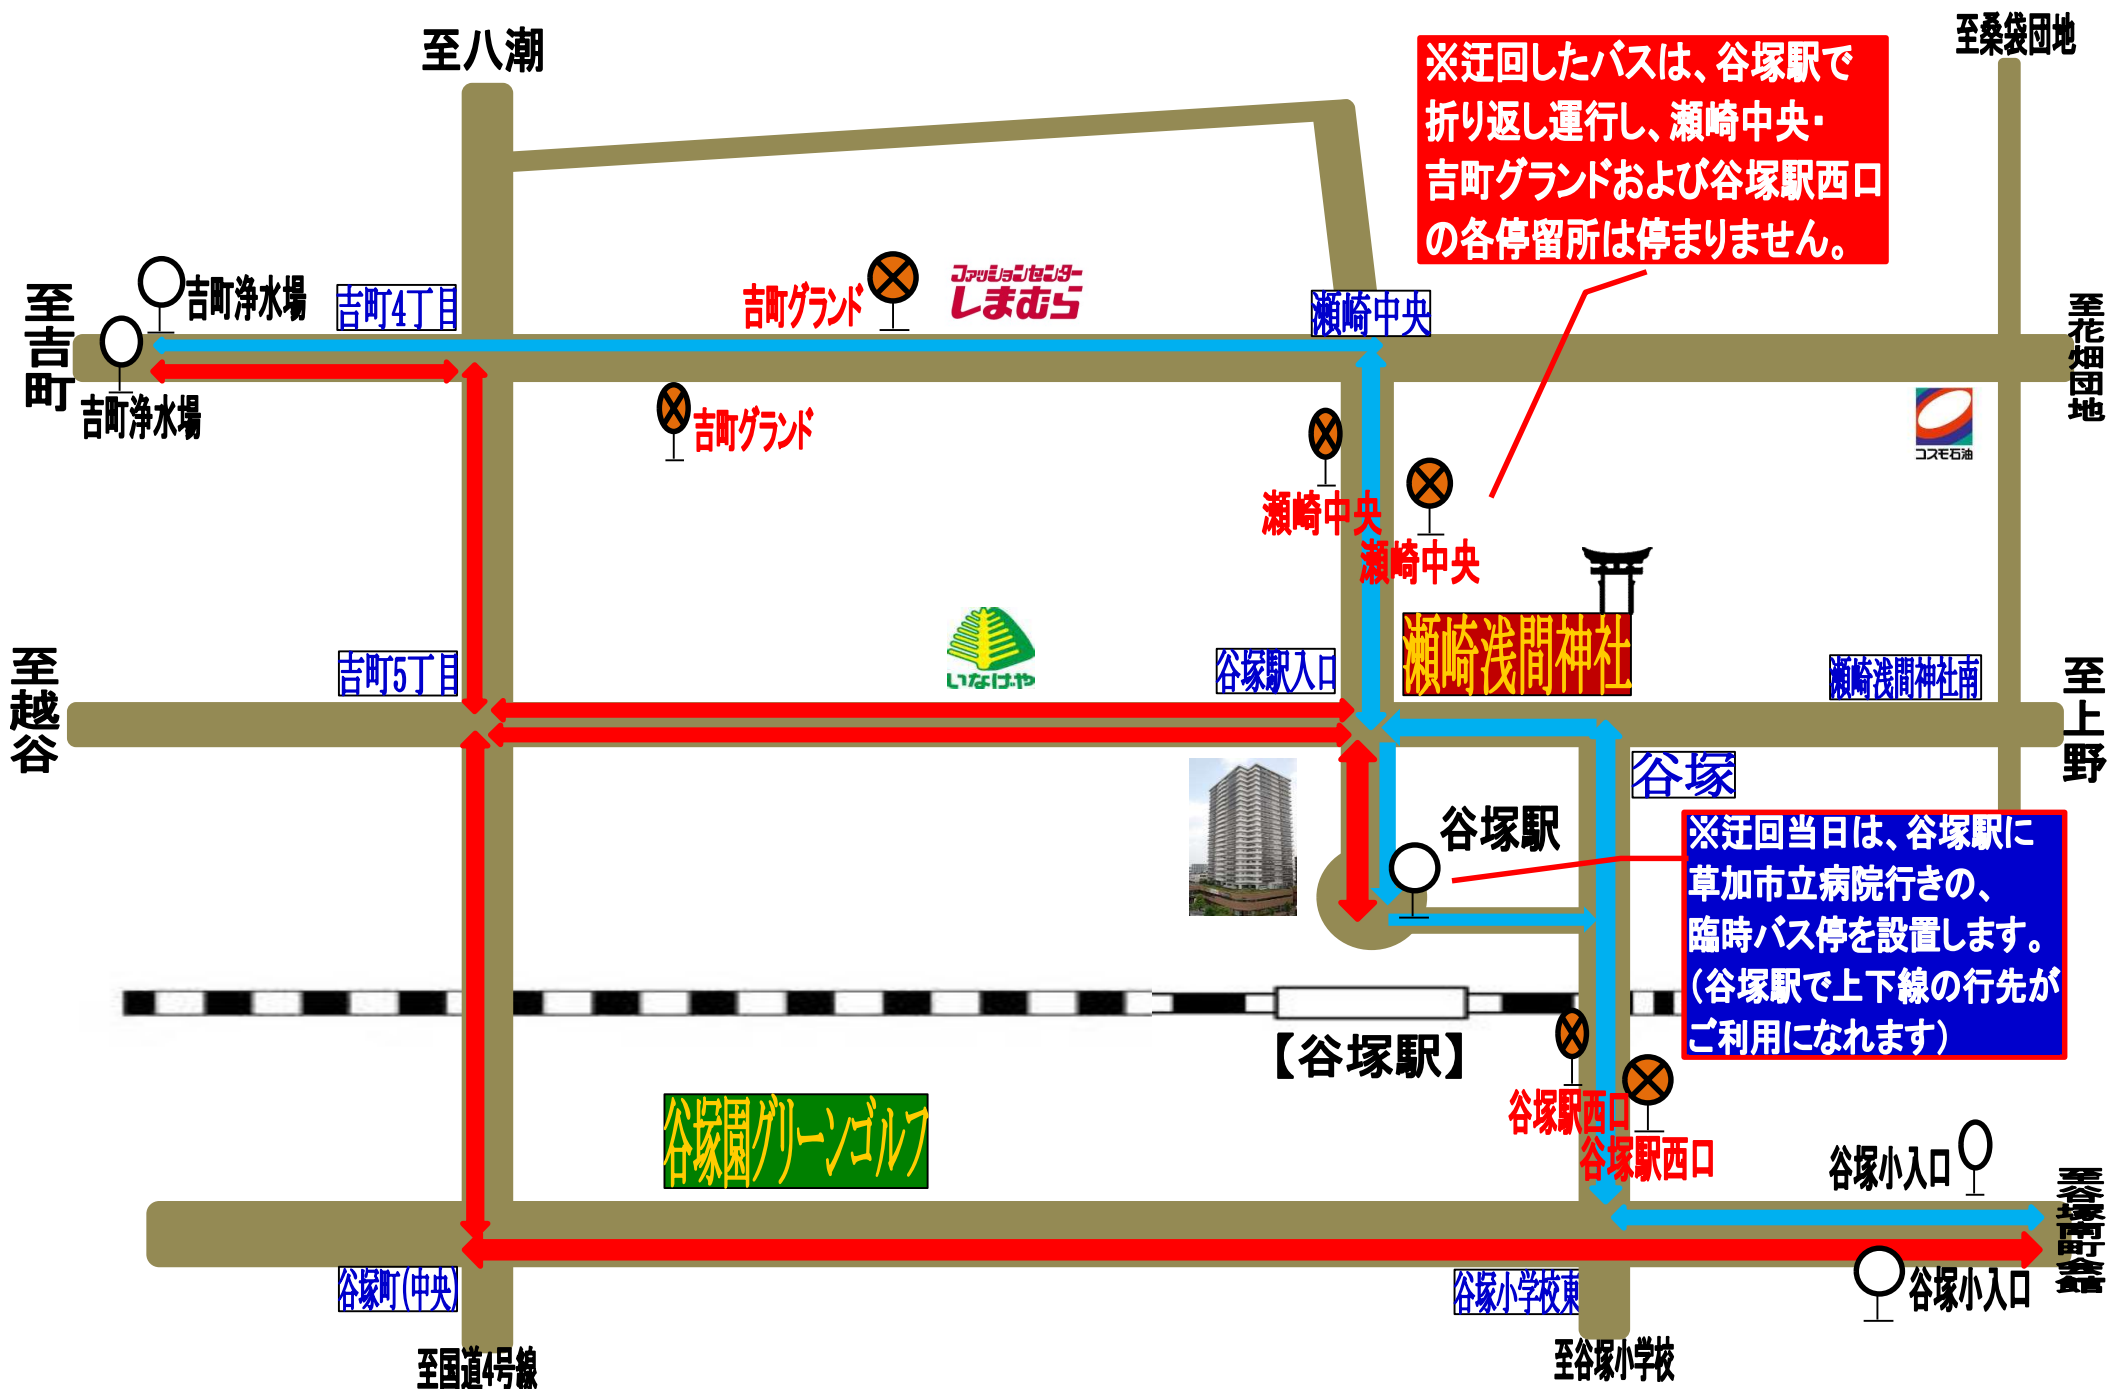 至八潮
至桑袋団地
※迂回したバスは、谷塚駅で
折り返し運行し、瀬崎中央・
吉町グランドおよび谷塚駅西口
の各停留所は停まりません。
至吉町
吉町浄水場
吉町4丁目
吉町グランド
ファッションセンター
しまむら
瀬崎中央
至花畑団地
吉町浄水場
吉町グランド
コスモ石油
瀬崎中央
瀬崎中央
至越谷
吉町5丁目
いなげや
谷塚駅入口
瀬崎浅間神社
瀬崎浅間神社南
至上野
谷塚
谷塚駅
※迂回当日は、谷塚駅に
草加市立病院行きの、
臨時バス停を設置します。
(谷塚駅で上下線の行先が
ご利用になれます)
【谷塚駅】
谷塚園グリーンゴルフ
谷塚駅西口
谷塚駅西口
谷塚小入口
至谷塚南町会館
谷塚町(中央)
谷塚小学校東
谷塚小入口
至国道4号線
至谷塚小学校